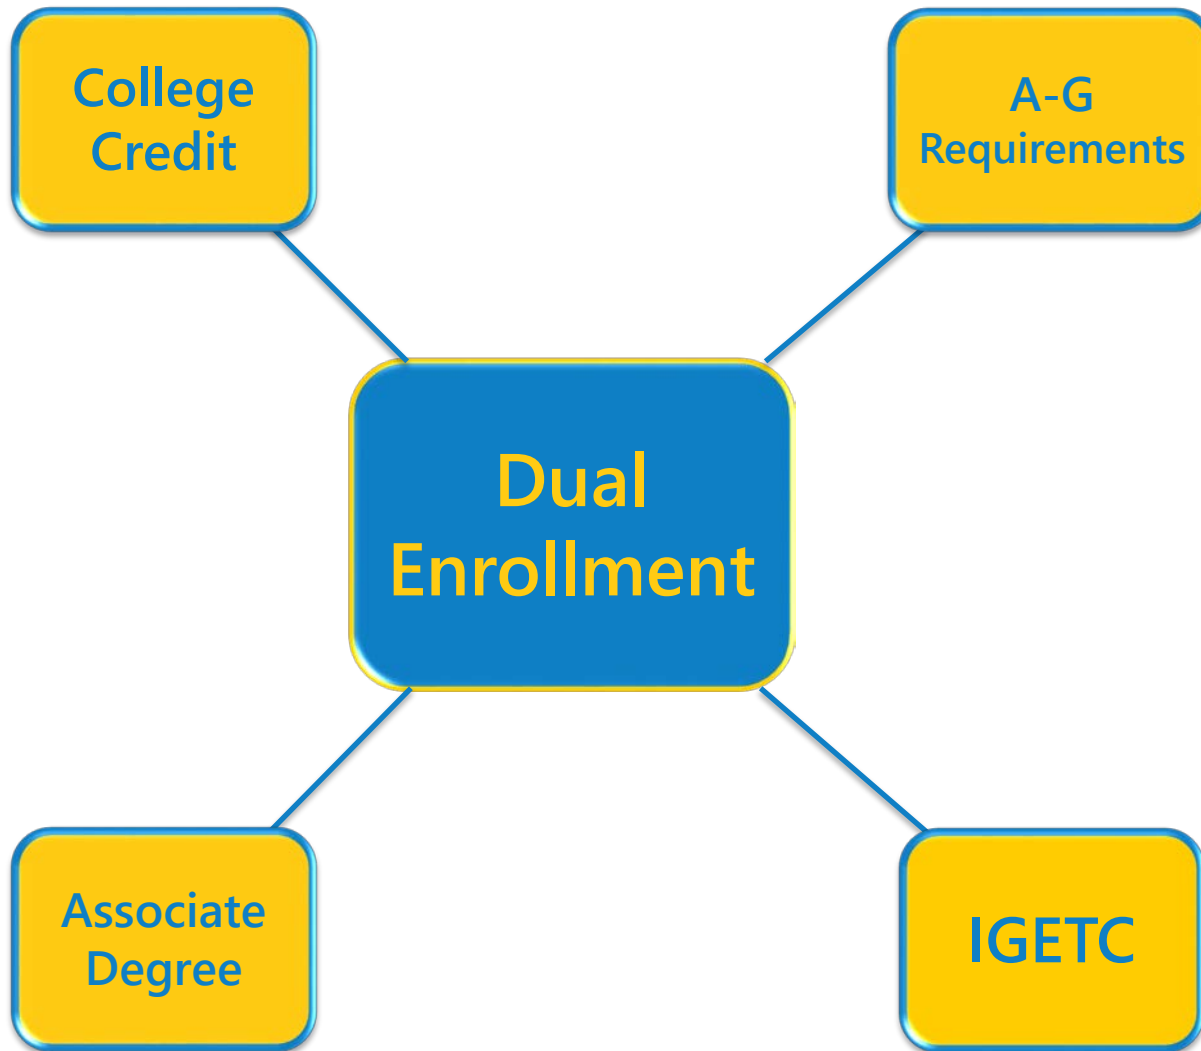 College
Credit
A-G
Requirements
Dual
Enrollment
Associate
Degree
IGETC